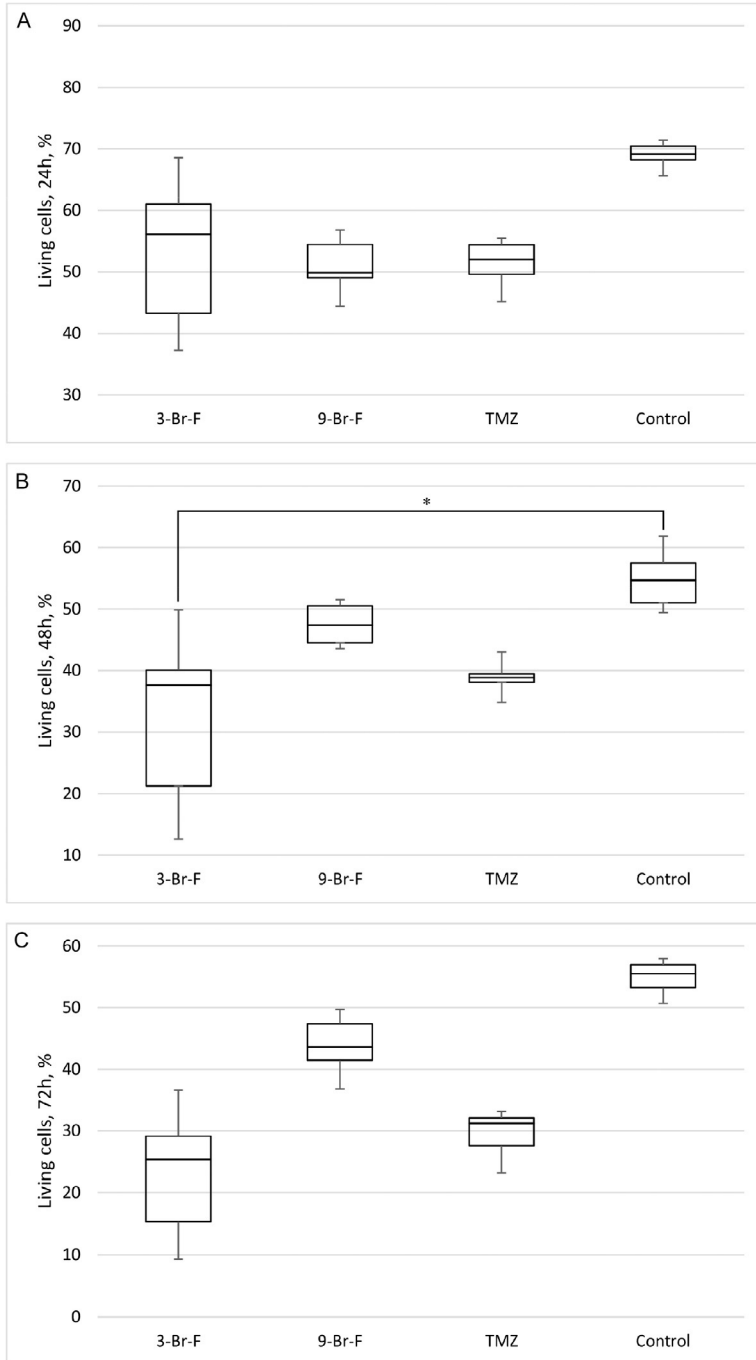 A
Living cells, 24h, %
90
80
70
60
50
40
30
3-Br-F 9-Br-F TMZ Control
B
Living cells, 48h, %
70
*
60
50
40
30
20
10
3-Br-F 9-Br-F TMZ Control
C
Living cells, 72h, %
60
50
40
30
20
10
0
3-Br-F 9-Br-F TMZ Control